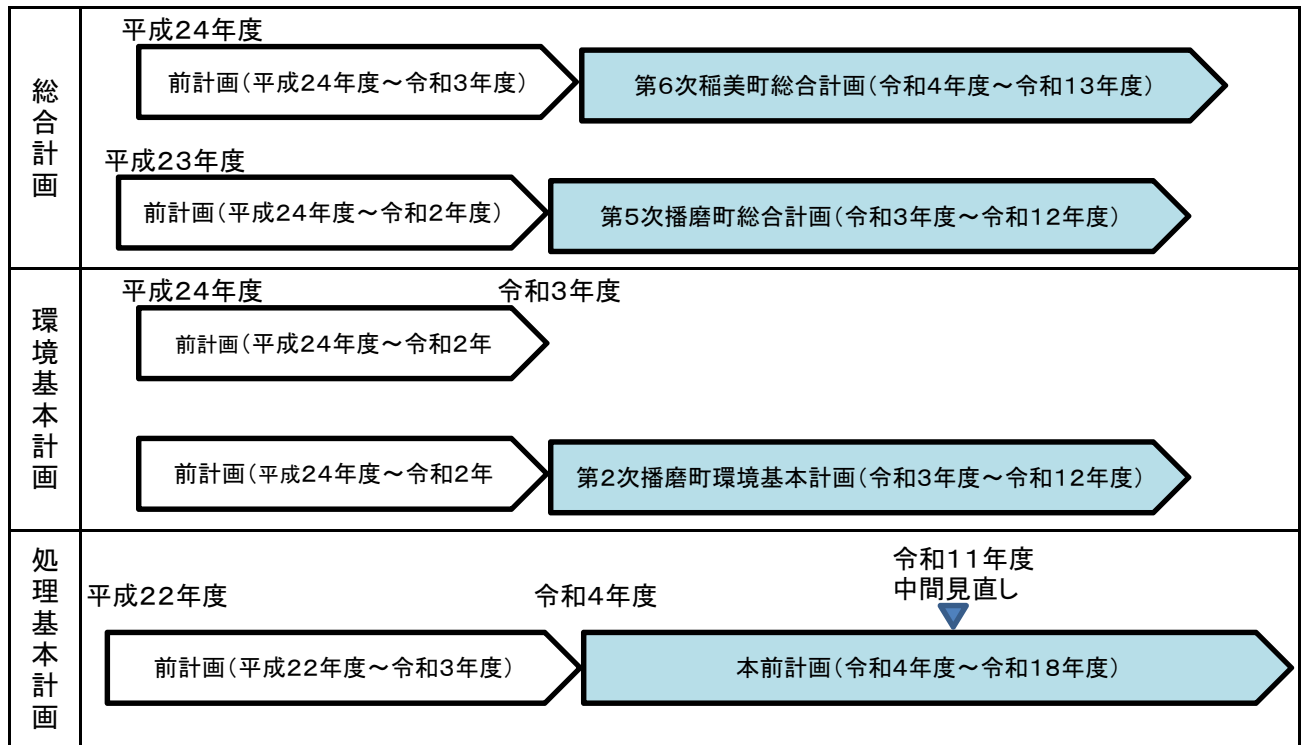 総合計画
平成24年度
前計画(平成24年度～令和3年度)
第6次稲美町総合計画(令和4年度～令和13年度)
平成23年度
前計画(平成24年度～令和2年度)
第5次播磨町総合計画(令和3年度～令和12年度)
環境基本計画
平成24年度
令和3年度
前計画(平成24年度～令和2年
前計画(平成24年度～令和2年
第2次播磨町環境基本計画(令和3年度～令和12年度)
処理基本計画
令和11年度
中間見直し
平成22年度
令和4年度
前計画(平成22年度～令和3年度)
本前計画(令和4年度～令和18年度)